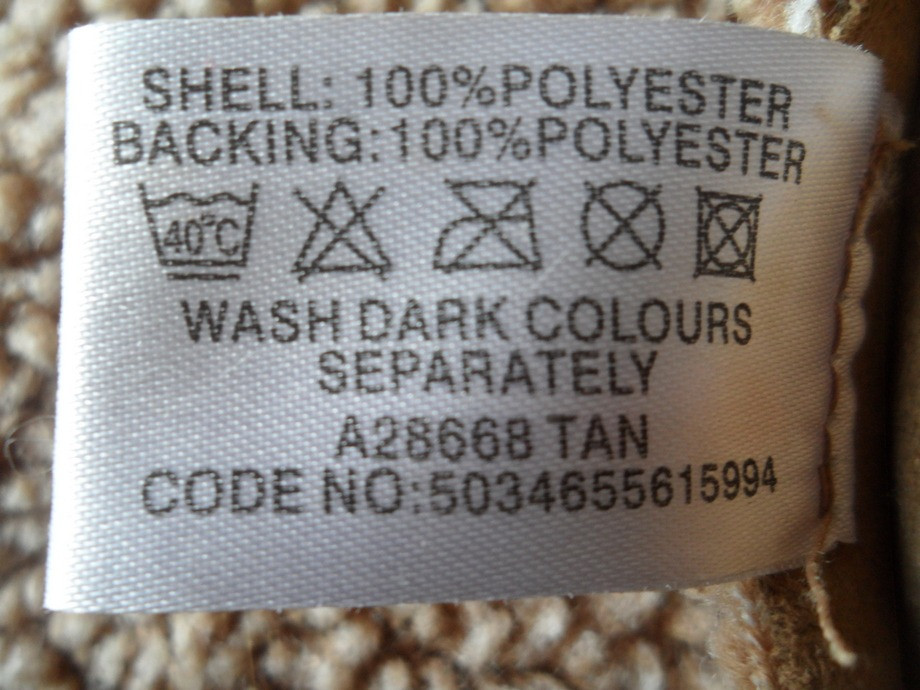 SHELL: 100%POLYESTER
BACKING:100%POLYESTER
40°C
WASH DARK COLOURS
SEPARATELY
A28668 TAN
CODE NO:5034655615994